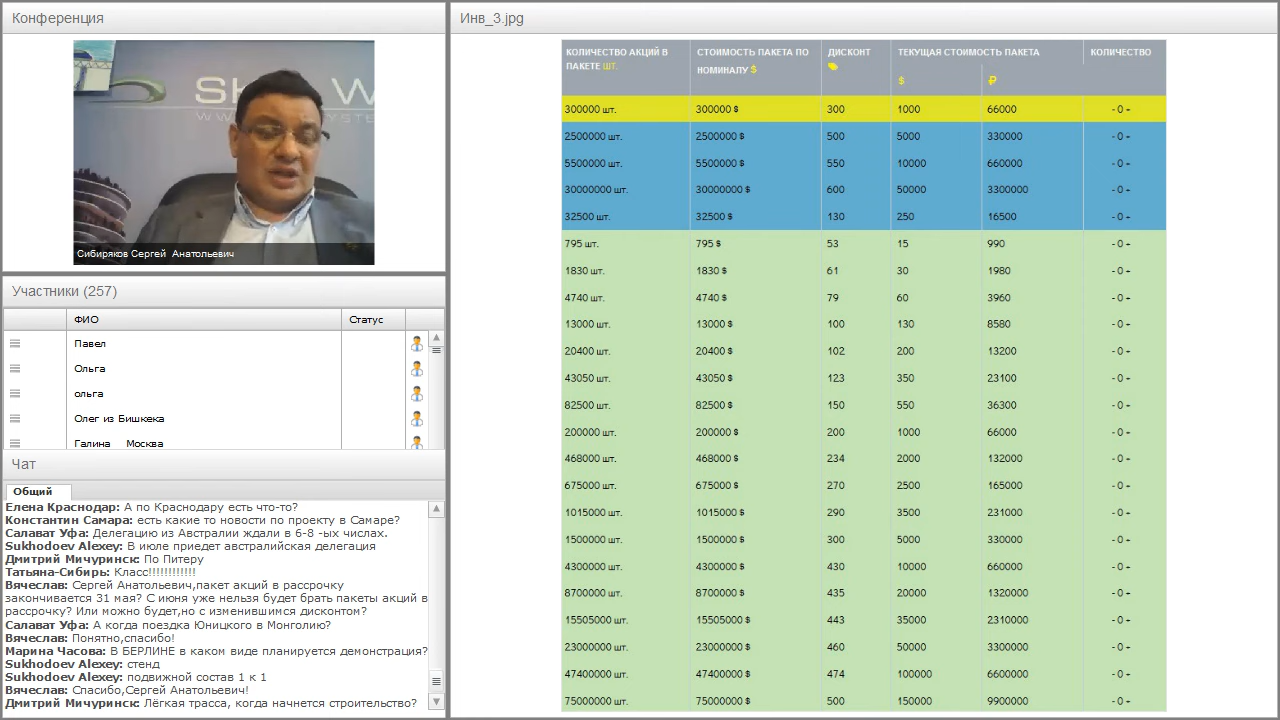 Конференция
SK W
WW YSTE
Сибиряков Сергей Анатольевич
Участники (257)
ФИО Статус
Павел
Ольга
ольга
Олег из Бишкека
Галина Москва
Чат
Общий
Елена Краснодар: А по Краснодару есть что-то?
Константин Самара: есть какие то новости по проекту в Самаре?
Салават Уфа: Делегацию из Австралии ждали в 6-8 -ых числах.
Sukhodoev Alexey: В июле приедет австралийская делегация
Дмитрий Мичуринск: По Питеру
Татьяна-Сибирь: Класс!!!!!!!!!!!!
Вячеслав: Сергей Анатольевич,пакет акций в рассрочку
закончивается 31 мая? С июня уже нельзя будет брать пакеты акций в
рассрочку? Или можно будет,но с изменившимся дисконтом?
Салават Уфа: А когда поездка Юницкого в Монголию?
Вячеслав: Понятно,спасибо!
Марина Часова: В БЕРЛИНЕ в каком виде планируется демонстрация?
Sukhodoev Alexey: стенд
Sukhodoev Alexey: подвижной состав 1 к 1
Вячеслав: Спасибо,Сергей Анатольевич!
Дмитрий Мичуринск: Лёгкая трасса, когда начнется строительство?
Инв_3.jpg
КОЛИЧЕСТВО АКЦИЙ В СТОИМОСТЬ ПАКЕТА ПО ДИСКОНТ ТЕКУЩАЯ СТОИМОСТЬ ПАКЕТА КОЛИЧЕСТВО
ПАКЕТЕ ШТ. НОМИНАЛУ $
$ ₽
300000 шт. 300000 $ 300 1000 66000 - 0 +
2500000 шт. 2500000 $ 500 5000 330000 - 0 +
5500000 шт. 5500000 $ 550 10000 660000 - 0 +
30000000 шт. 30000000 $ 600 50000 3300000 - 0 +
32500 шт. 32500 $ 130 250 16500 - 0 +
795 шт. 795 $ 53 15 990 - 0 +
1830 шт. 1830 $ 61 30 1980 - 0 +
4740 шт. 4740 $ 79 60 3960 - 0 +
13000 шт. 13000 $ 100 130 8580 - 0 +
20400 шт. 20400 $ 102 200 13200 - 0 +
43050 шт. 43050 $ 123 350 23100 - 0 +
82500 шт. 82500 $ 150 550 36300 - 0 +
200000 шт. 200000 $ 200 1000 66000 - 0 +
468000 шт. 468000 $ 234 2000 132000 - 0 +
675000 шт. 675000 $ 270 2500 165000 - 0 +
1015000 шт. 1015000 $ 290 3500 231000 - 0 +
1500000 шт. 1500000 $ 300 5000 330000 - 0 +
4300000 шт. 4300000 $ 430 10000 660000 - 0 +
8700000 шт. 8700000 $ 435 20000 1320000 - 0 +
15505000 шт. 15505000 $ 443 35000 2310000 - 0 +
23000000 шт. 23000000 $ 460 50000 3300000 - 0 +
47400000 шт. 47400000 $ 474 100000 6600000 - 0 +
75000000 шт. 75000000 $ 500 150000 9900000 - 0 +